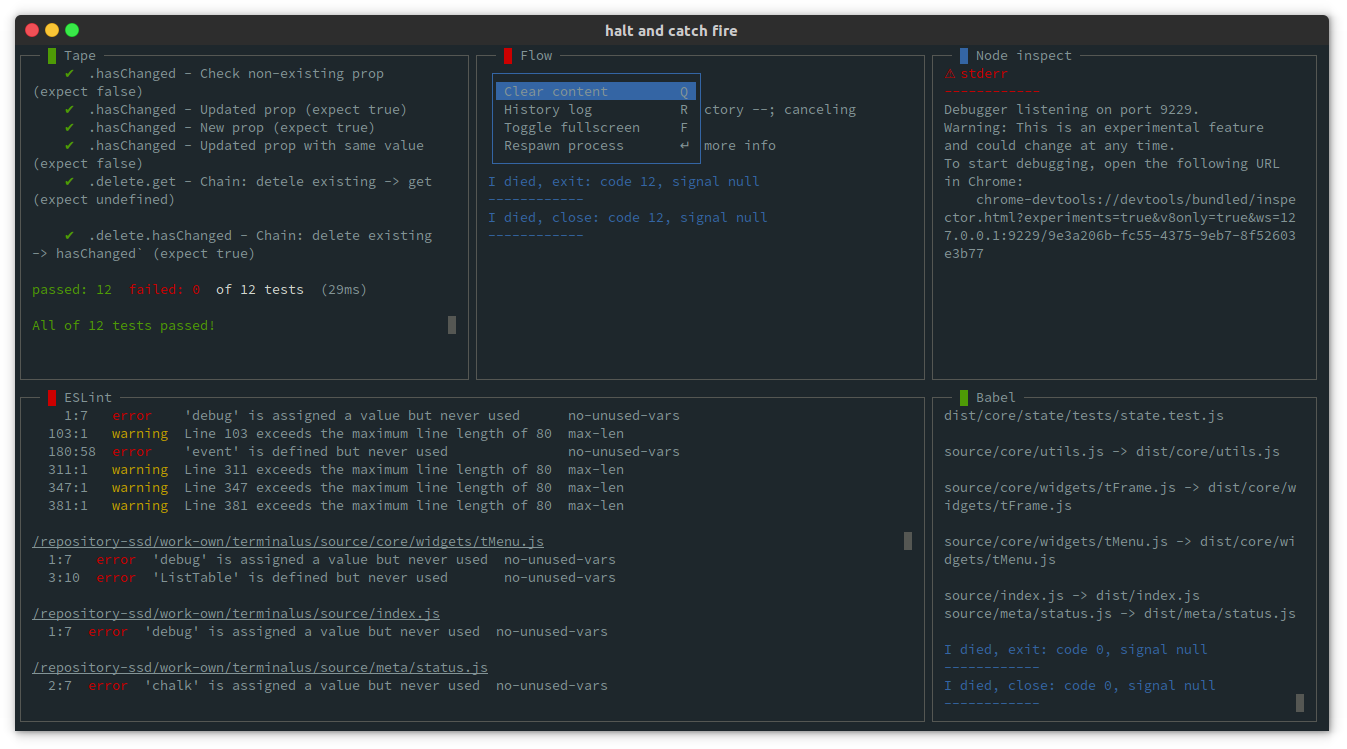 halt and catch fire
Tape
✔ .hasChanged - Check non-existing prop
(expect false)
✔ .hasChanged - Updated prop (expect true)
✔ .hasChanged - New prop (expect true)
✔ .hasChanged - Updated prop with same value
(expect false)
✔ .delete.get - Chain: detele existing -> get
(expect undefined)
✔ .delete.hasChanged - Chain: delete existing
-> hasChanged` (expect true)
passed: 12 failed: 0 of 12 tests (29ms)
All of 12 tests passed!
Flow
Clear content Q
History log R
Toggle fullscreen F
Respawn process ↵
ctory --; canceling
more info
I died, exit: code 12, signal null
------------
I died, close: code 12, signal null
------------
Node inspect
⚠ stderr
------------
Debugger listening on port 9229.
Warning: This is an experimental feature
and could change at any time.
To start debugging, open the following URL
in Chrome:
chrome-devtools://devtools/bundled/inspe
ctor.html?experiments=true&v8only=true&ws=12
7.0.0.1:9229/9e3a206b-fc55-4375-9eb7-8f52603
e3b77
ESLint
1:7 error 'debug' is assigned a value but never used no-unused-vars
103:1 warning Line 103 exceeds the maximum line length of 80 max-len
180:58 error 'event' is defined but never used no-unused-vars
311:1 warning Line 311 exceeds the maximum line length of 80 max-len
347:1 warning Line 347 exceeds the maximum line length of 80 max-len
381:1 warning Line 381 exceeds the maximum line length of 80 max-len
/repository-ssd/work-own/terminalus/source/core/widgets/tMenu.js
1:7 error 'debug' is assigned a value but never used no-unused-vars
3:10 error 'ListTable' is defined but never used no-unused-vars
/repository-ssd/work-own/terminalus/source/index.js
1:7 error 'debug' is assigned a value but never used no-unused-vars
/repository-ssd/work-own/terminalus/source/meta/status.js
2:7 error 'chalk' is assigned a value but never used no-unused-vars
Babel
dist/core/state/tests/state.test.js
source/core/utils.js -> dist/core/utils.js
source/core/widgets/tFrame.js -> dist/core/w
idgets/tFrame.js
source/core/widgets/tMenu.js -> dist/core/wi
dgets/tMenu.js
source/index.js -> dist/index.js
source/meta/status.js -> dist/meta/status.js
I died, exit: code 0, signal null
------------
I died, close: code 0, signal null
------------